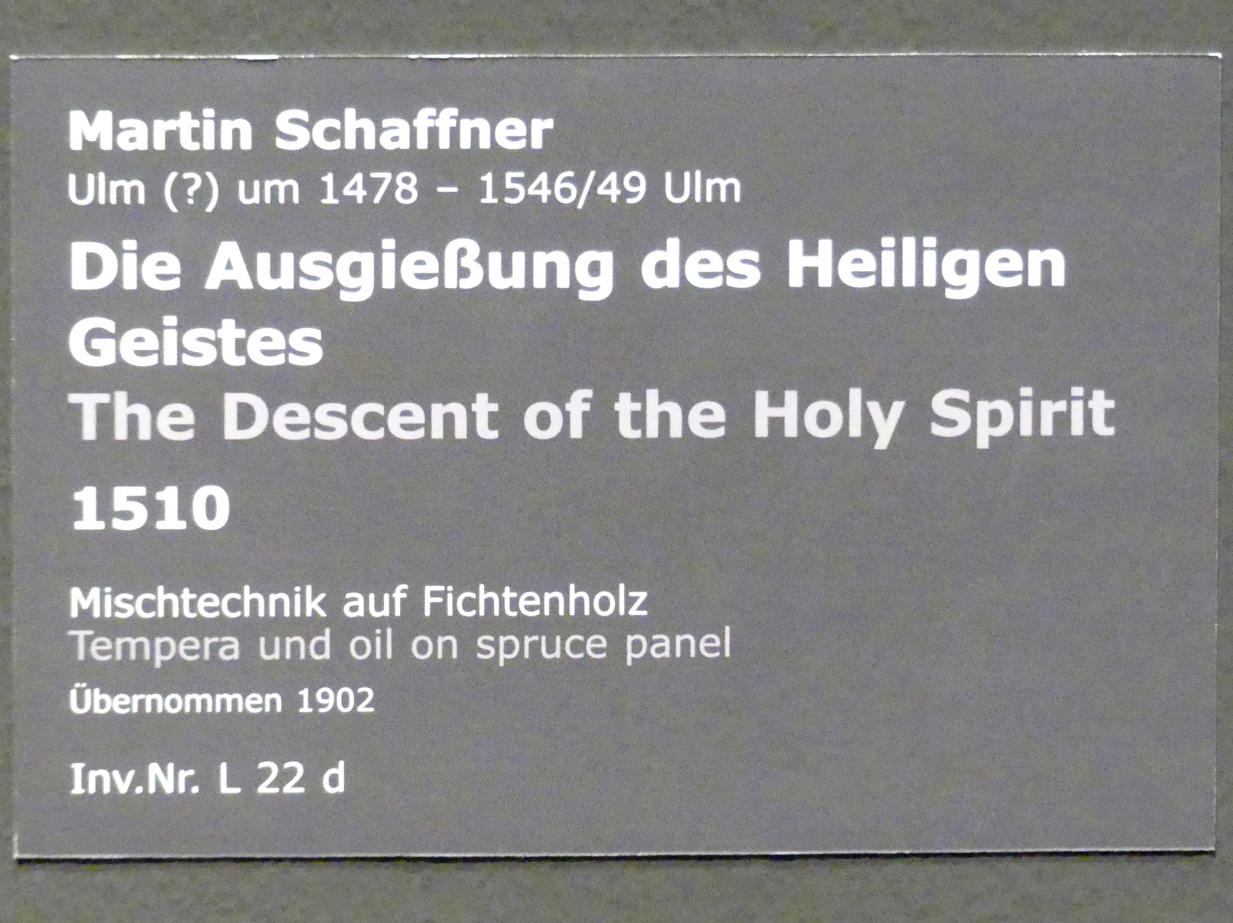 Martin Schaffner
Ulm (?) um 1478 – 1546/49 Ulm
Die Ausgießung des Heiligen
Geistes
The Descent of the Holy Spirit
1510
Mischtechnik auf Fichtenholz
Tempera und oil on spruce panel
Übernommen 1902
Inv.Nr. L 22 d